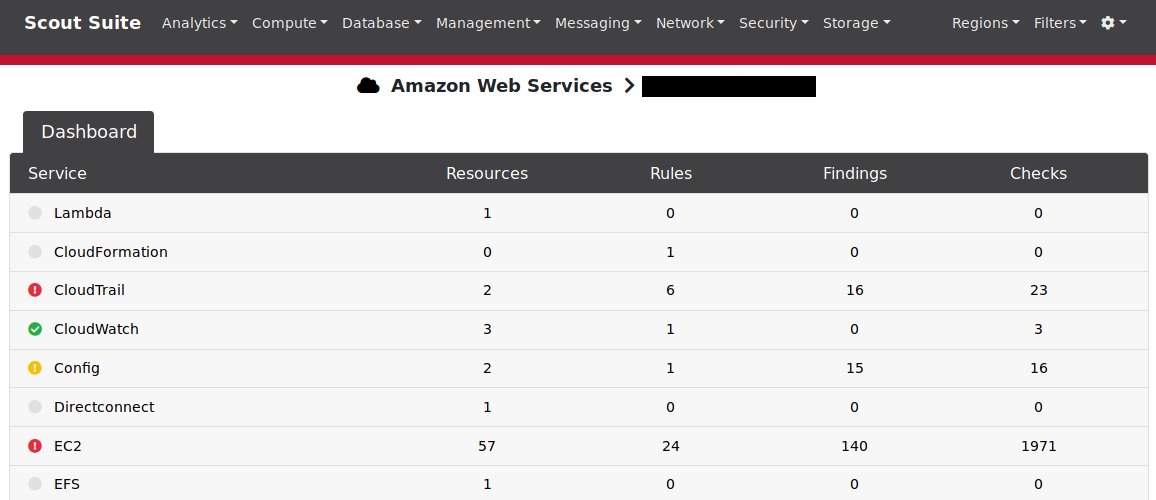 Scout Suite Analytics Compute Database Management Messaging Network Security Storage Regions Filters
Amazon Web Services
Dashboard
Service Resources Rules Findings Checks
Lambda 1 0 0 0
CloudFormation 0 1 0 0
CloudTrail 2 6 16 23
CloudWatch 3 1 0 3
Config 2 1 15 16
Directconnect 1 0 0 0
EC2 57 24 140 1971
EFS 1 0 0 0